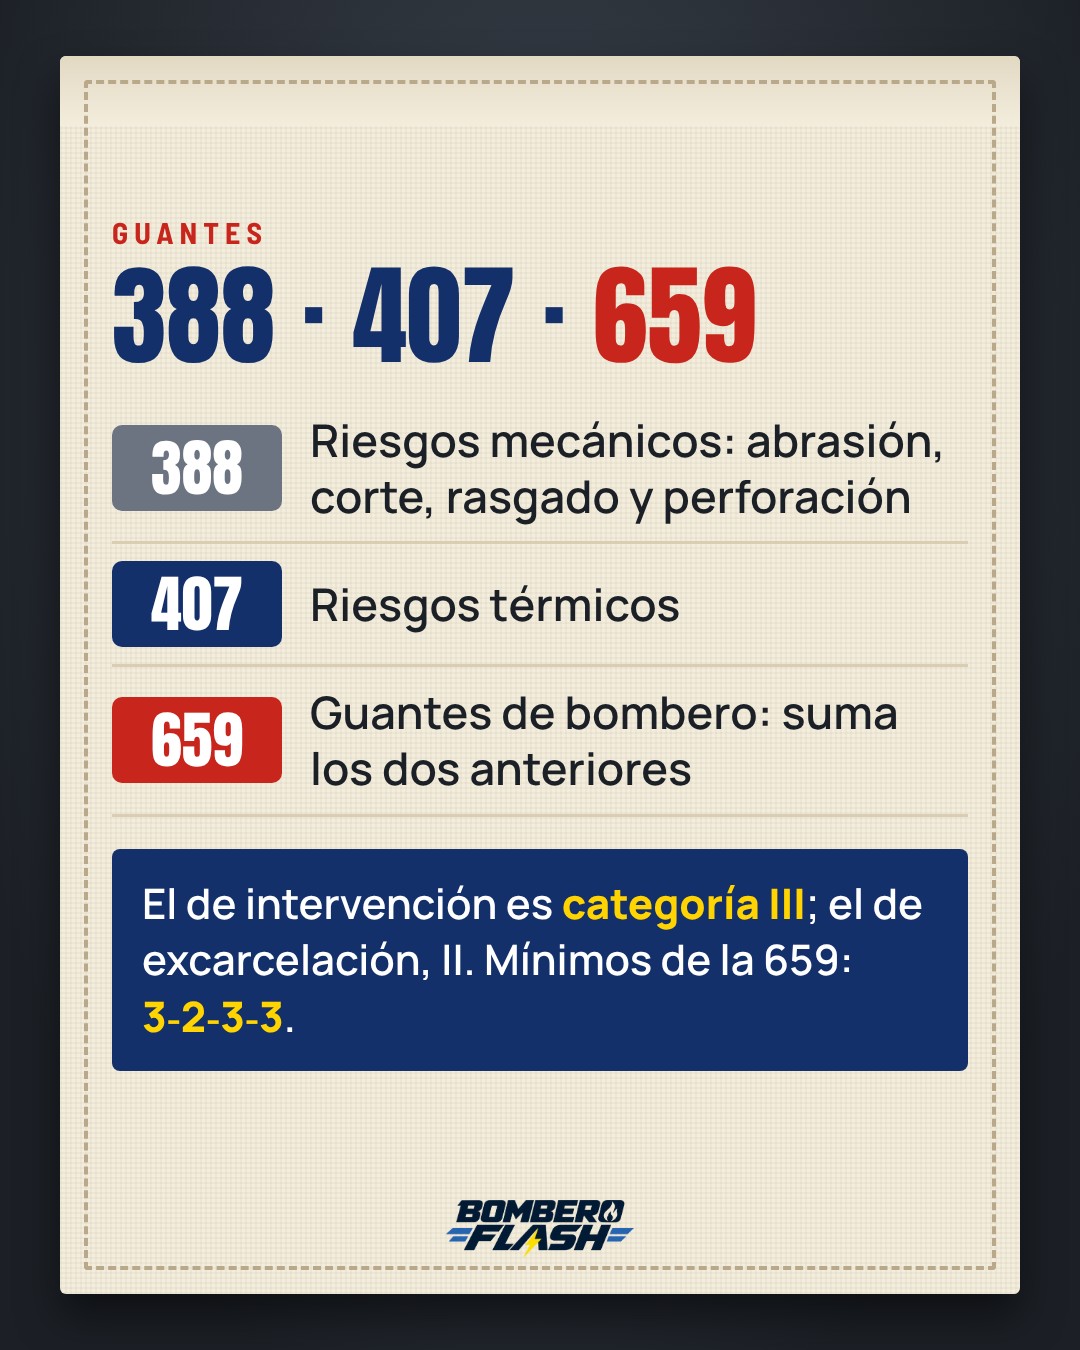 GUANTES
388 · 407 · 659
388
Riesgos mecánicos: abrasión,
corte, rasgado y perforación
407
Riesgos térmicos
659
Guantes de bombero: suma
los dos anteriores
El de intervención es categoría III; el de
excarcelación, II. Mínimos de la 659:
3-2-3-3.
BOMBERO
FLASH